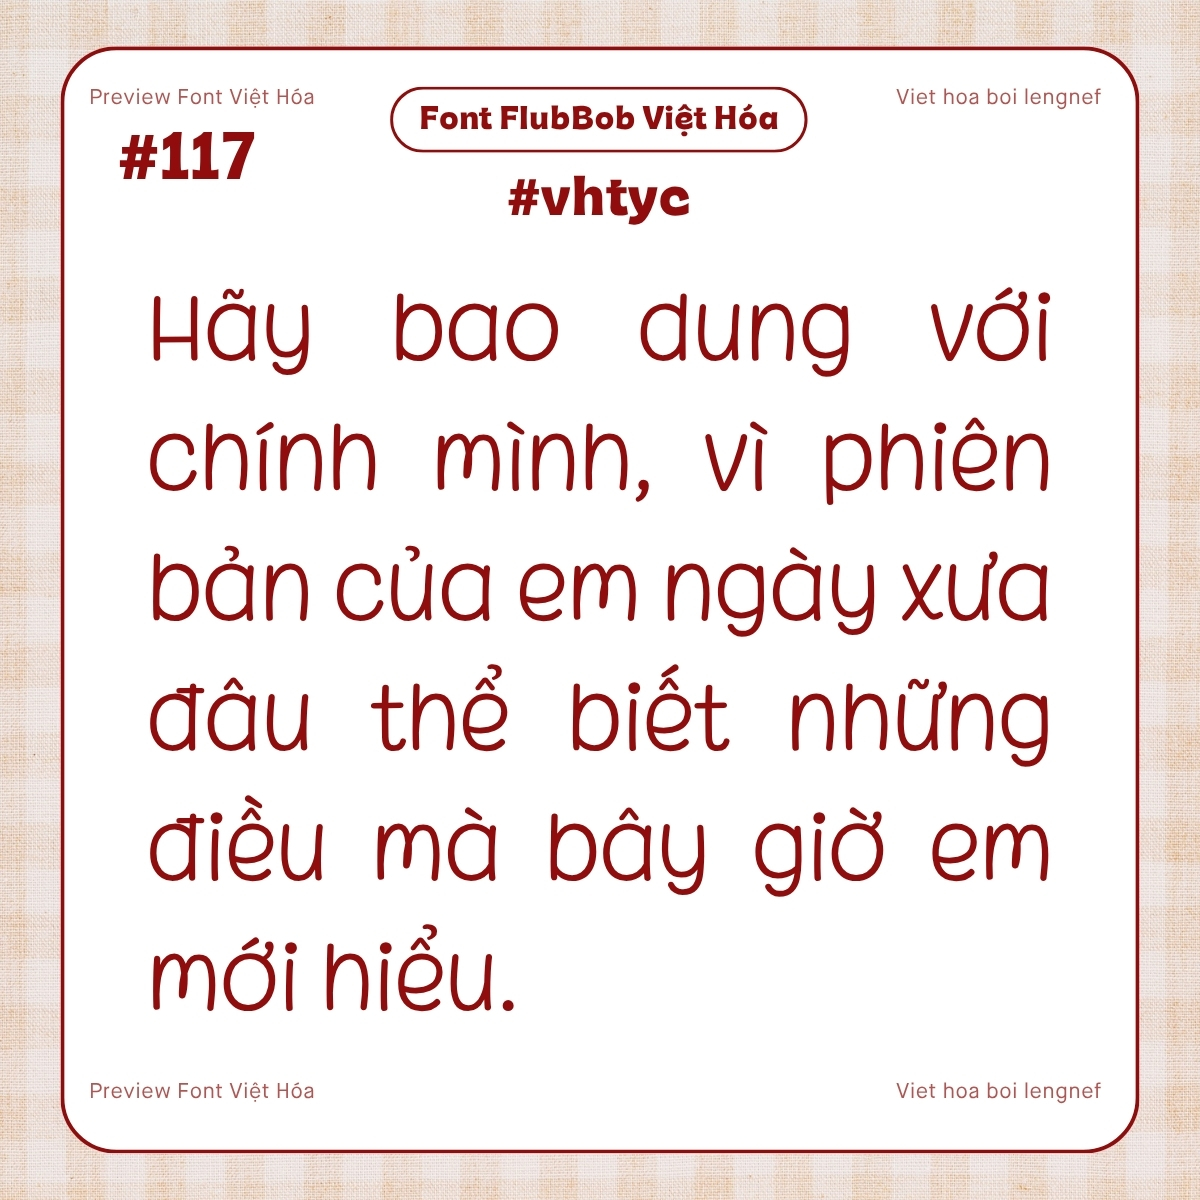 Preview Font Việt Hóa
Font FlubBob Việt Hóa
Viet hoa boi lengnef
#117
#vhtyc
Hãy bao dung với
chính mình, vì phiên
bản của em ngày xưa
đâu thể biết những
điều mà bây giờ em
mới hiểu.
Preview Font Việt Hóa
Viet hoa boi lengnef